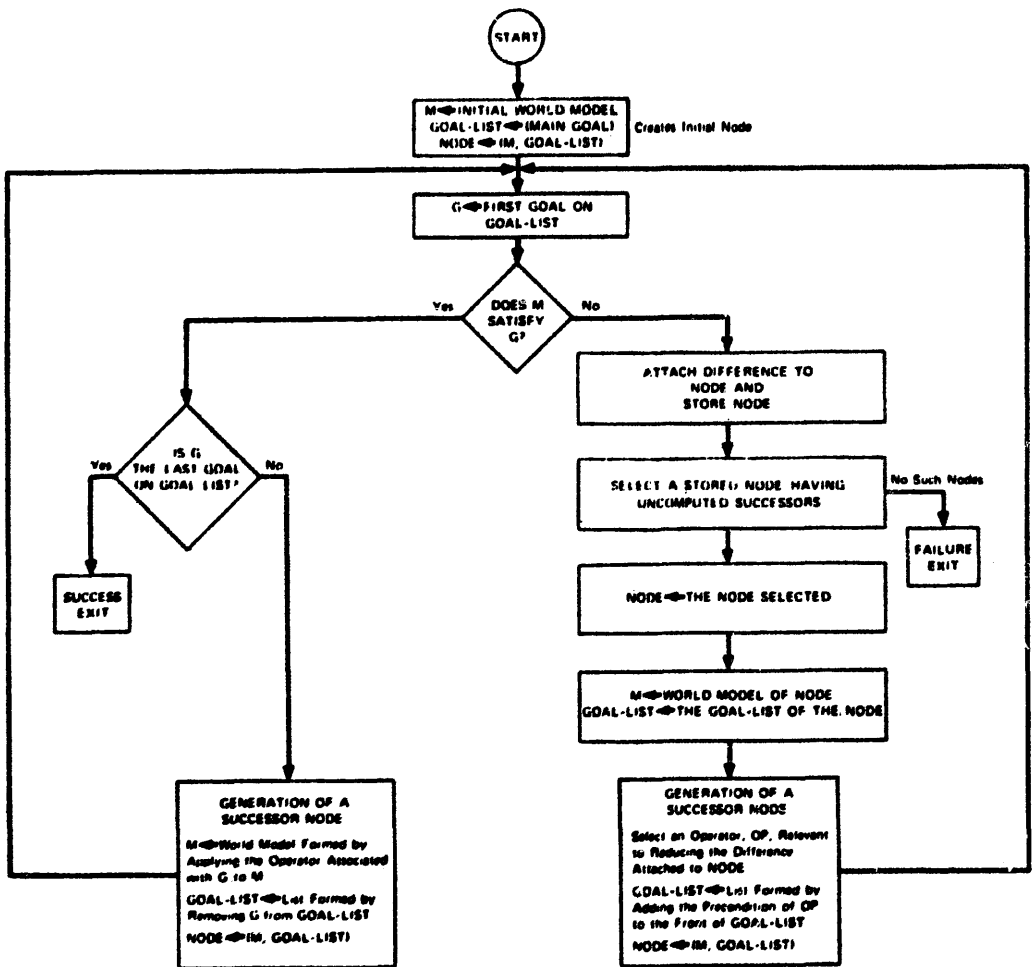 START
M⇐INITIAL WORLD MODEL
GOAL-LIST⇐(MAIN GOAL)
NODE⇐(M, GOAL-LIST)
Creates Initial Node
G⇐FIRST GOAL ON
GOAL-LIST
Yes
DOES M
SATISFY
G?
No
ATTACH DIFFERENCE TO
NODE AND
STORE NODE
Yes
IS G
THE LAST GOAL
ON GOAL LIST?
No
SELECT A STORED NODE HAVING
UNCOMPUTED SUCCESSORS
No Such Nodes
FAILURE
EXIT
SUCCESS
EXIT
NODE⇐THE NODE SELECTED
M⇐WORLD MODEL OF NODE
GOAL-LIST⇐THE GOAL-LIST OF THE NODE
GENERATION OF A
SUCCESSOR NODE
M⇐World Model Formed by
Applying the Operator Associated
with G to M
GOAL-LIST⇐List Formed by
Removing G from GOAL-LIST
NODE⇐(M, GOAL-LIST)
GENERATION OF A
SUCCESSOR NODE
Select an Operator, OP, Relevant
to Reducing the Difference
Attached to NODE
GOAL-LIST⇐List Formed by
Adding the Precondition of OP
to the Front of GOAL-LIST
NODE⇐(M, GOAL-LIST)